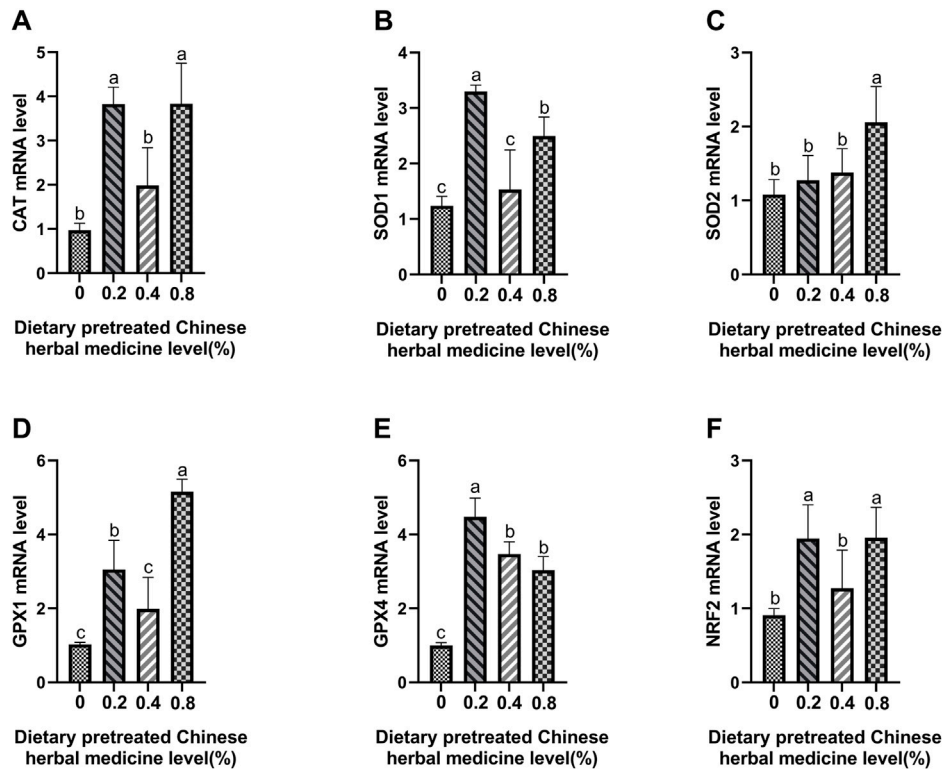 A
CAT mRNA level
5
4
3
2
1
0
a
a
b
b
0 0.2 0.4 0.8
Dietary pretreated Chinese
herbal medicine level(%)
B
SOD1 mRNA level
4
3
2
1
0
a
b
c
c
0 0.2 0.4 0.8
Dietary pretreated Chinese
herbal medicine level(%)
C
SOD2 mRNA level
3
2
1
0
a
b
b
b
0 0.2 0.4 0.8
Dietary pretreated Chinese
herbal medicine level(%)
D
GPX1 mRNA level
6
4
2
0
a
b
c
c
0 0.2 0.4 0.8
Dietary pretreated Chinese
herbal medicine level(%)
E
GPX4 mRNA level
6
4
2
0
a
b
b
c
0 0.2 0.4 0.8
Dietary pretreated Chinese
herbal medicine level(%)
F
NRF2 mRNA level
3
2
1
0
a
a
b
b
0 0.2 0.4 0.8
Dietary pretreated Chinese
herbal medicine level(%)